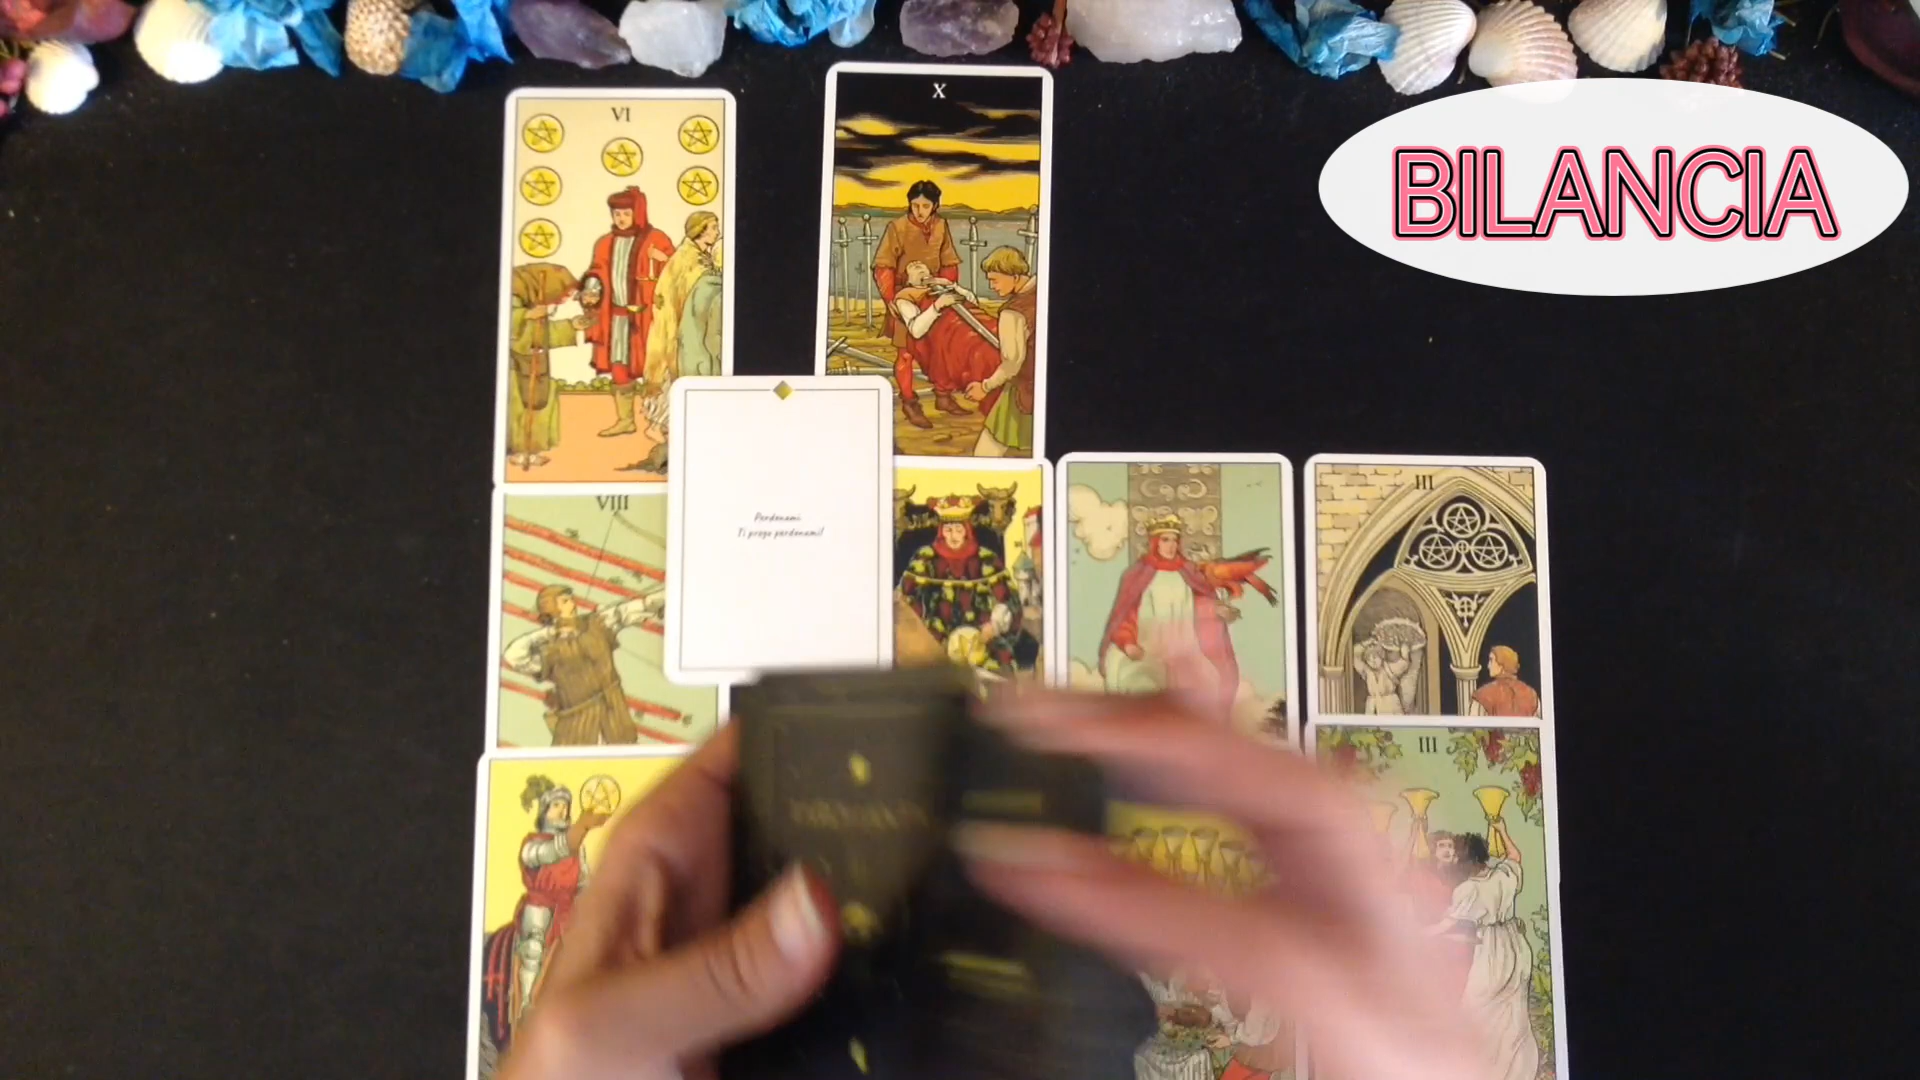 VI
X
BILANCIA
VIII
Perdonami
Ti prego perdonami!
III
III